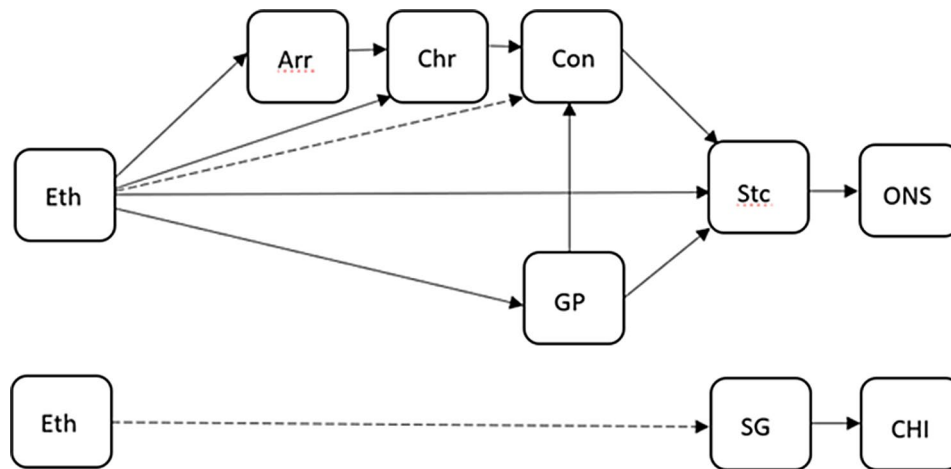 Arr
Chr
Con
Eth
Stc
ONS
GP
Eth
SG
CHI